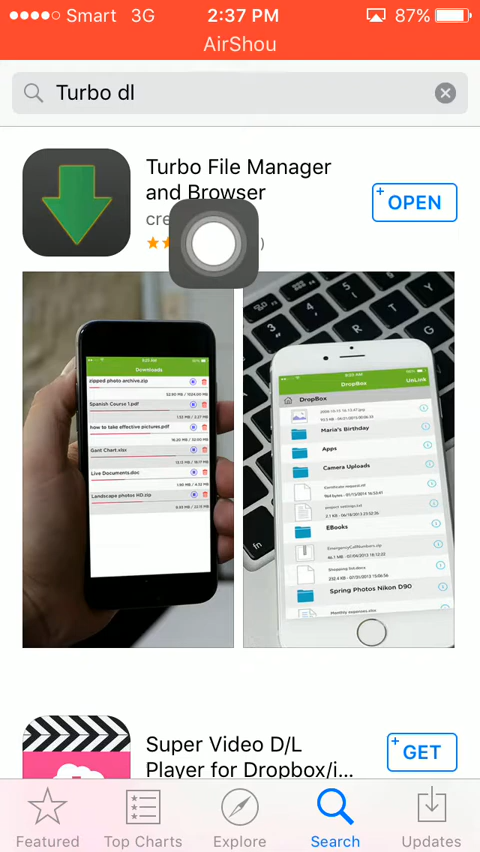 Smart 3G 2:37 PM 87%
AirShou
Turbo dl
Turbo File Manager
and Browser
OPEN
cre
Downloads
zipped photo archive.zip
Spanish Course 1.pdf
how to take effective pictures.pdf
Gant Chart.xlsx
Live Documents.doc
Landscape photos HD.zip
DropBox
UnLink
DropBox
Maria's Birthday
Apps
Camera Uploads
EBooks
Spring Photos Nikon D90
Super Video D/L
Player for Dropbox/i...
GET
Featured Top Charts Explore Search Updates